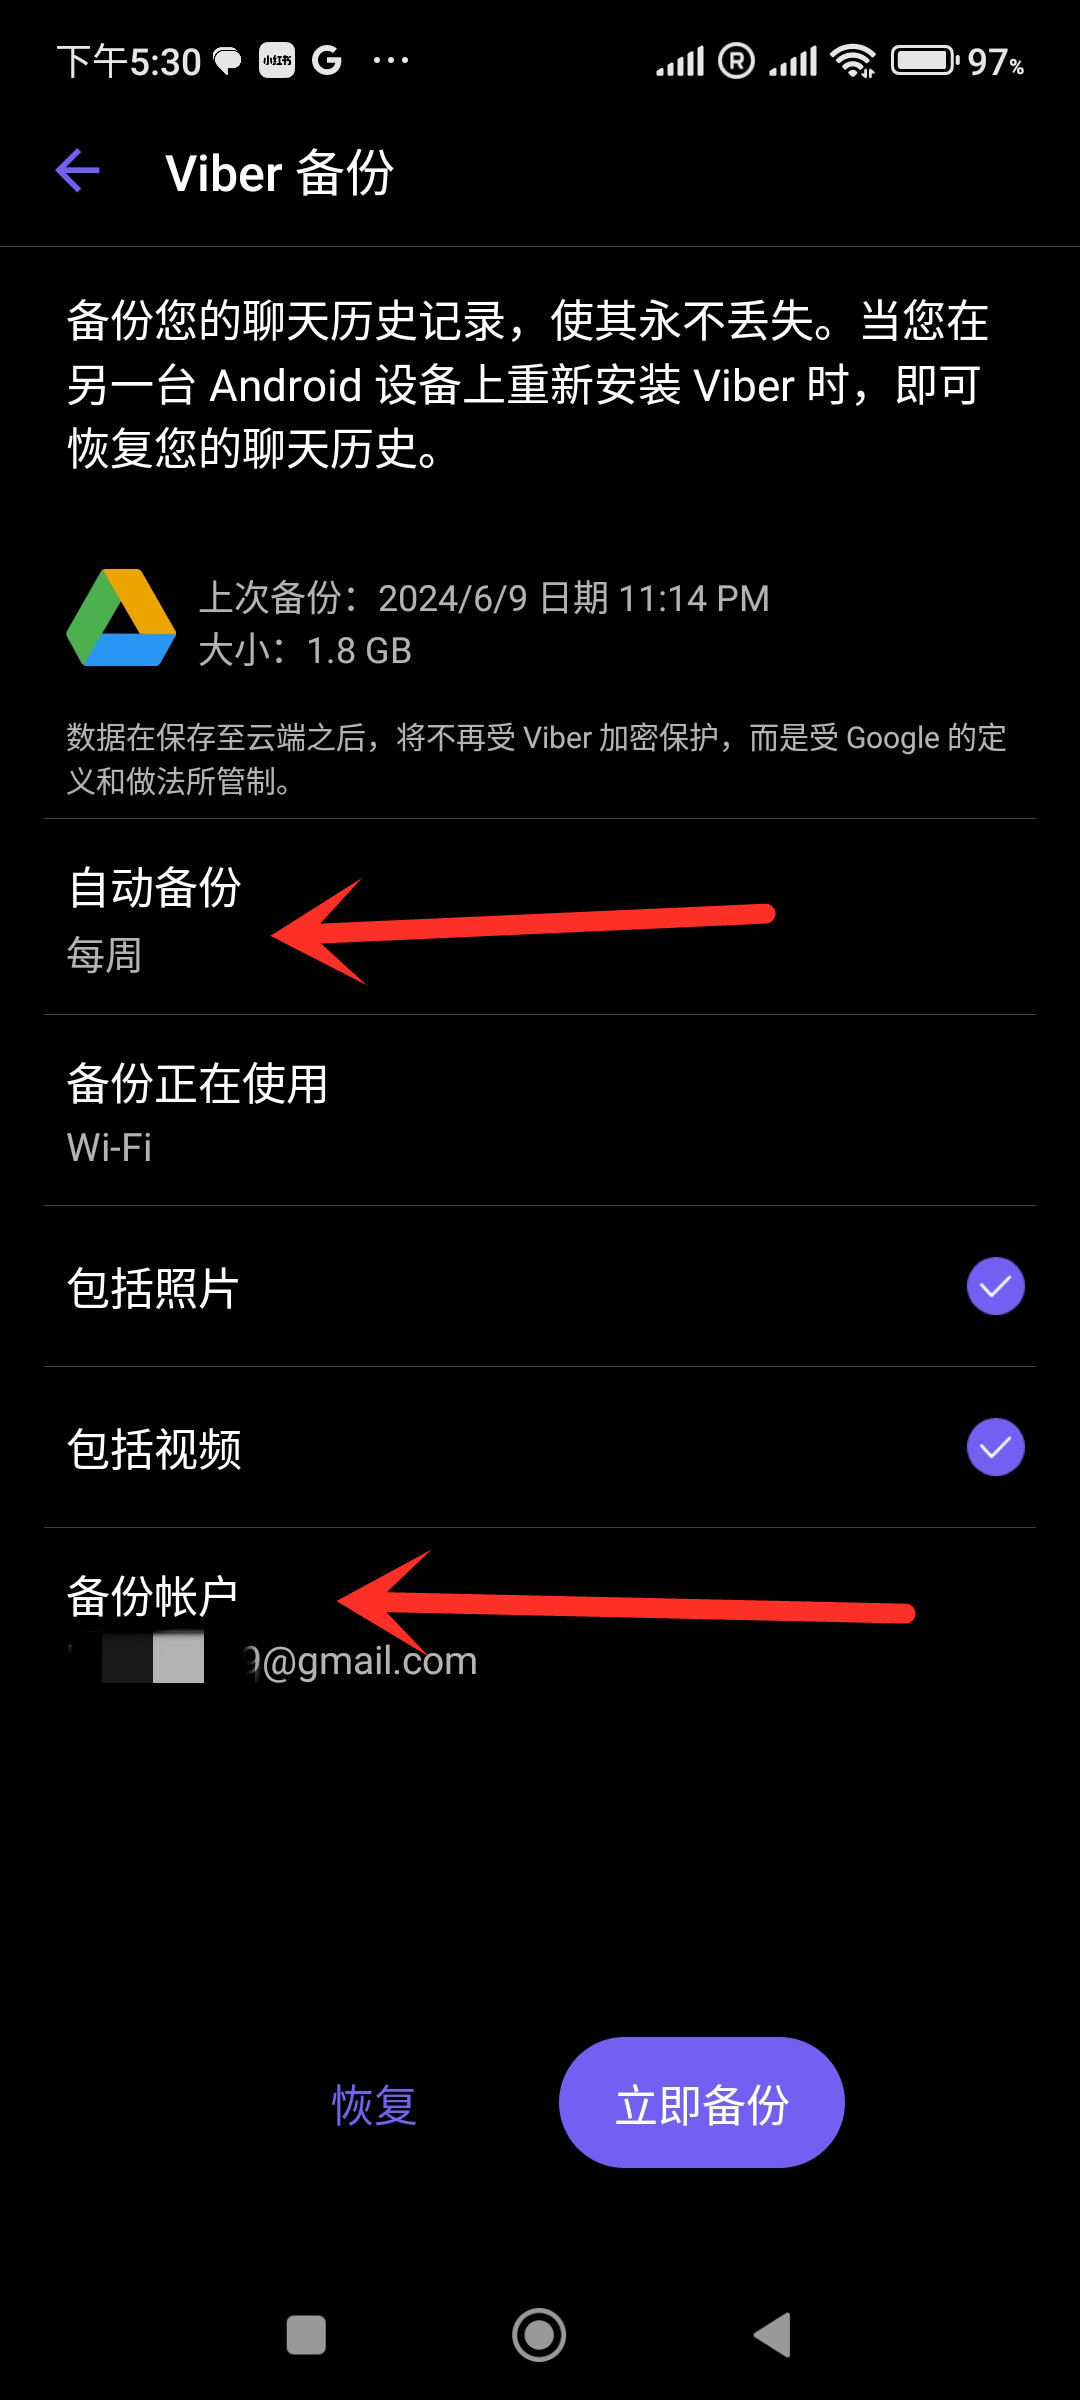 下午5:30
小红书
G
R
97%
Viber 备份
备份您的聊天历史记录，使其永不丢失。当您在
另一台 Android 设备上重新安装 Viber 时，即可
恢复您的聊天历史。
上次备份：2024/6/9 日期 11:14 PM
大小：1.8 GB
数据在保存至云端之后，将不再受 Viber 加密保护，而是受 Google 的定
义和做法所管制。
自动备份
每周
备份正在使用
Wi-Fi
包括照片
包括视频
备份帐户
9@gmail.com
恢复
立即备份